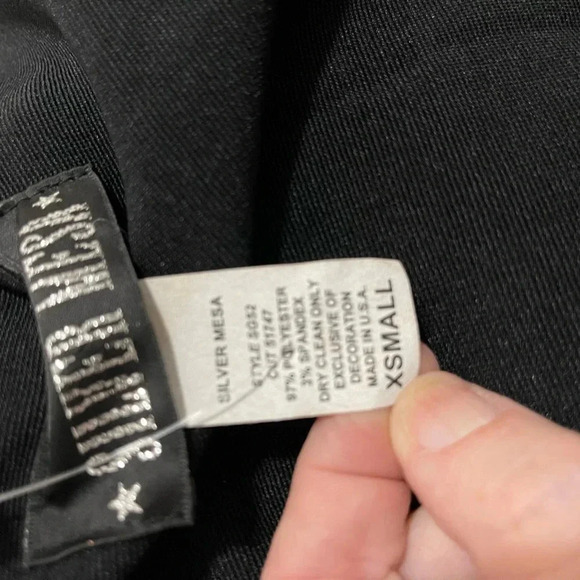 SILVER MESA
SILVER MESA
STYLE SG52
CUT 51747
97% POLYESTER
3% SPANDEX
DRY CLEAN ONLY
EXCLUSIVE OF
DECORATION
MADE IN U.S.A.
XSMALL